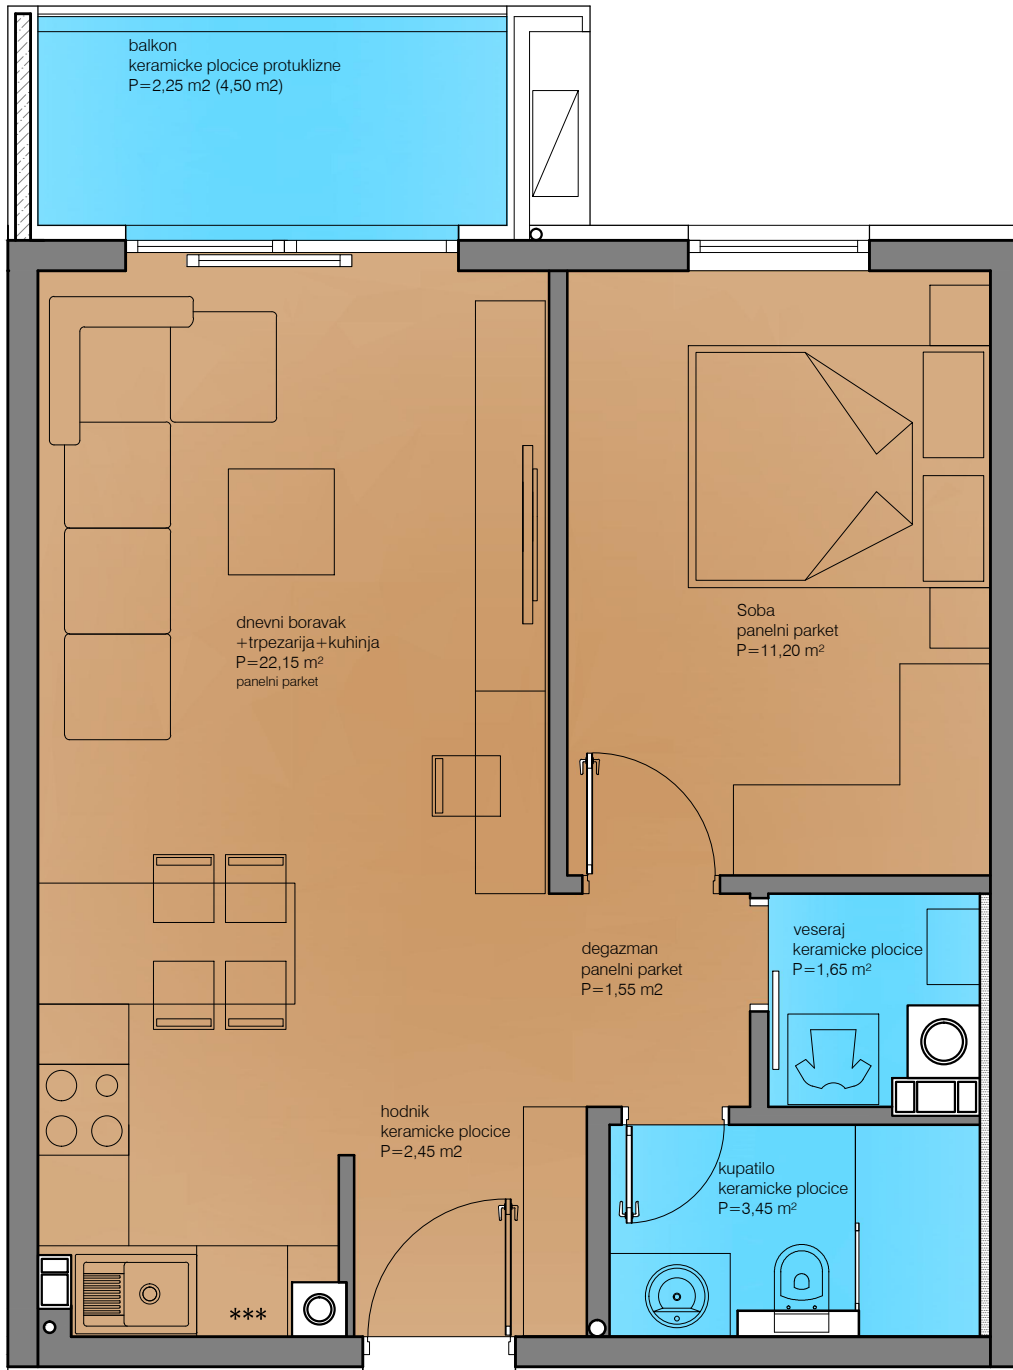 balkon
keramicke plocice protuklizne
P=2,25 m2 (4,50 m2)
dnevni boravak
+trpezarija+kuhinja
P=22,15 m²
panelni parket
Soba
panelni parket
P=11,20 m²
degazman
panelni parket
P=1,55 m2
veseraj
keramicke plocice
P=1,65 m²
hodnik
keramicke plocice
P=2,45 m2
kupatilo
keramicke plocice
P=3,45 m²
***